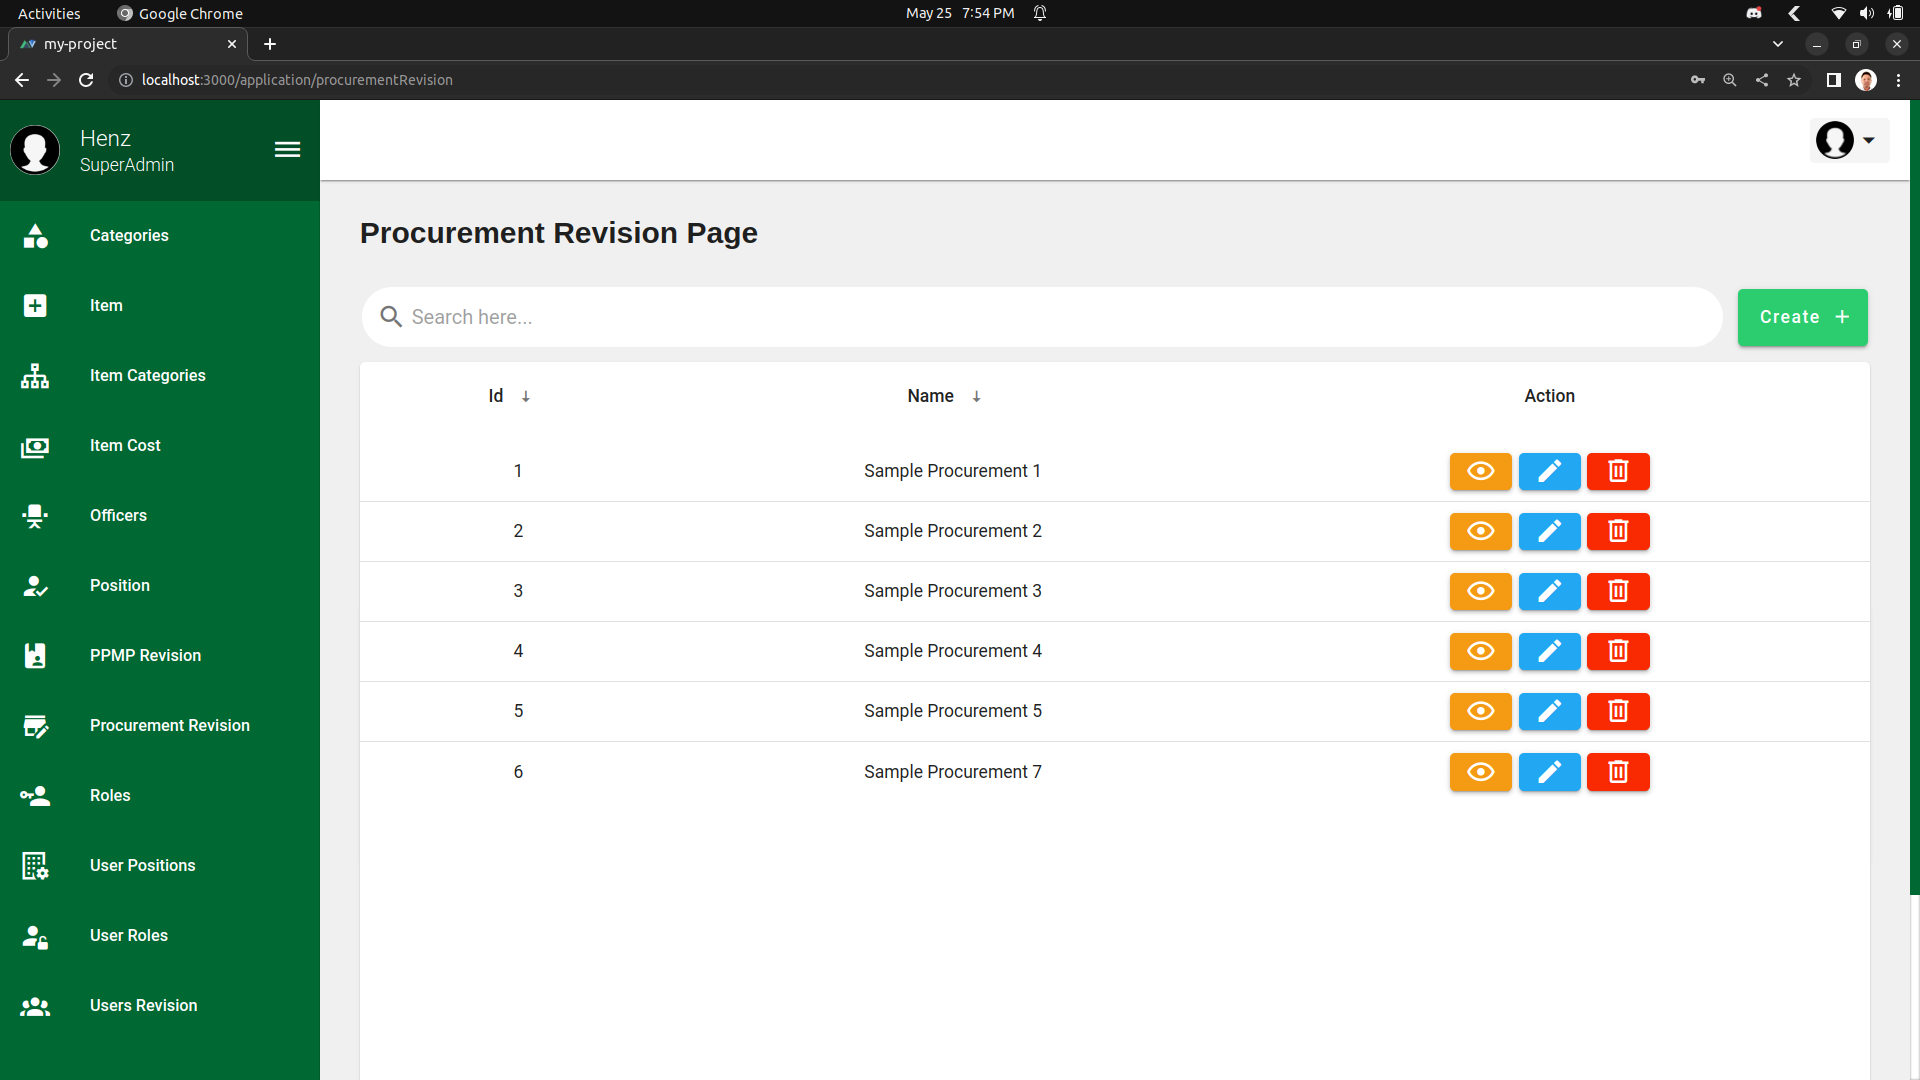 Activities Google Chrome May 25 7:54 PM
my-project
localhost:3000/application/procurementRevision
Henz
SuperAdmin
Categories
Item
Item Categories
Item Cost
Officers
Position
PPMP Revision
Procurement Revision
Roles
User Positions
User Roles
Users Revision
Procurement Revision Page
Search here...
Create +
Id Name Action
1 Sample Procurement 1
2 Sample Procurement 2
3 Sample Procurement 3
4 Sample Procurement 4
5 Sample Procurement 5
6 Sample Procurement 7